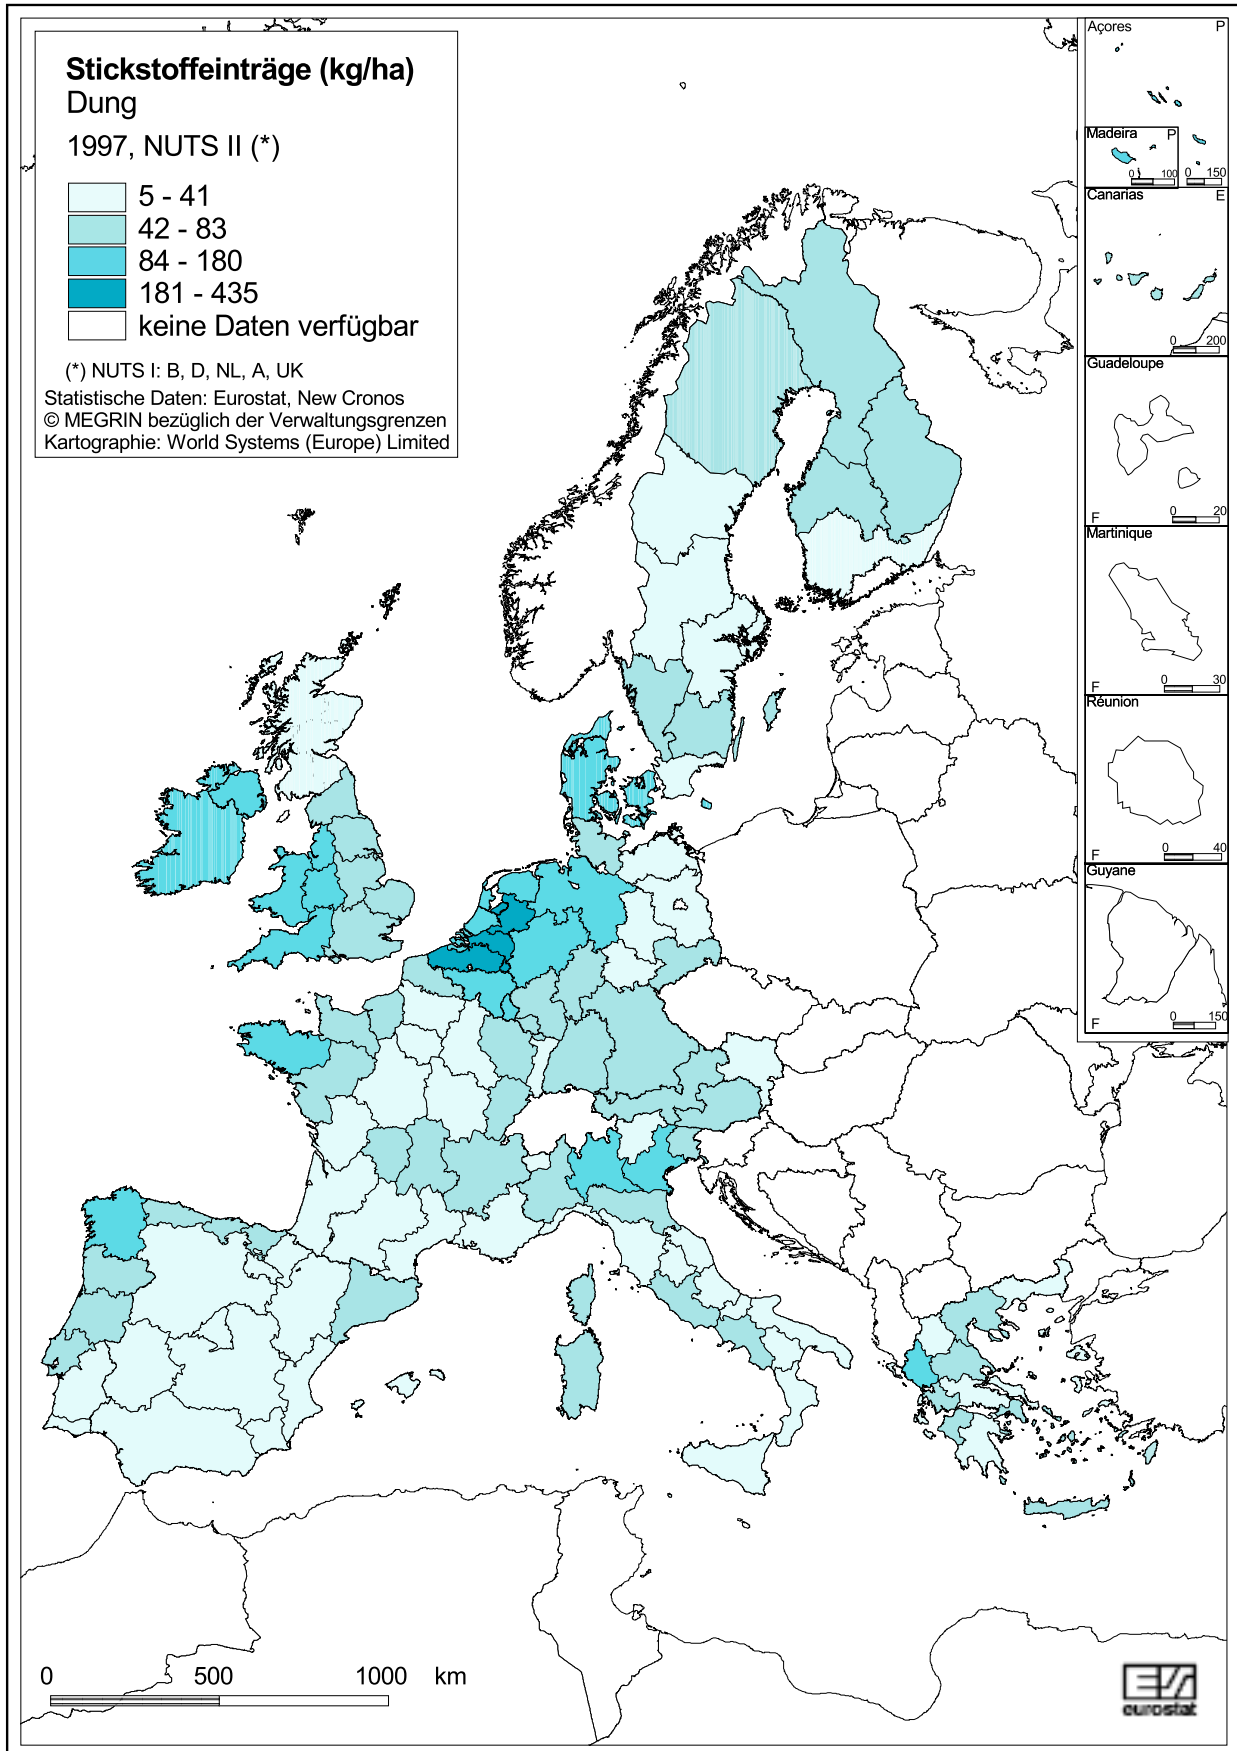 Stickstoffeinträge (kg/ha)
Dung
1997, NUTS II (*)
5 - 41
42 - 83
84 - 180
181 - 435
keine Daten verfügbar
(*) NUTS I: B, D, NL, A, UK
Statistische Daten: Eurostat, New Cronos
© MEGRIN bezüglich der Verwaltungsgrenzen
Kartographie: World Systems (Europe) Limited
Açores P
Madeira P
0 100
0 150
Canarias E
0 200
Guadeloupe
F 0 20
Martinique
F 0 30
Réunion
F 0 40
Guyane
F 0 150
0 500 1000 km
eurostat